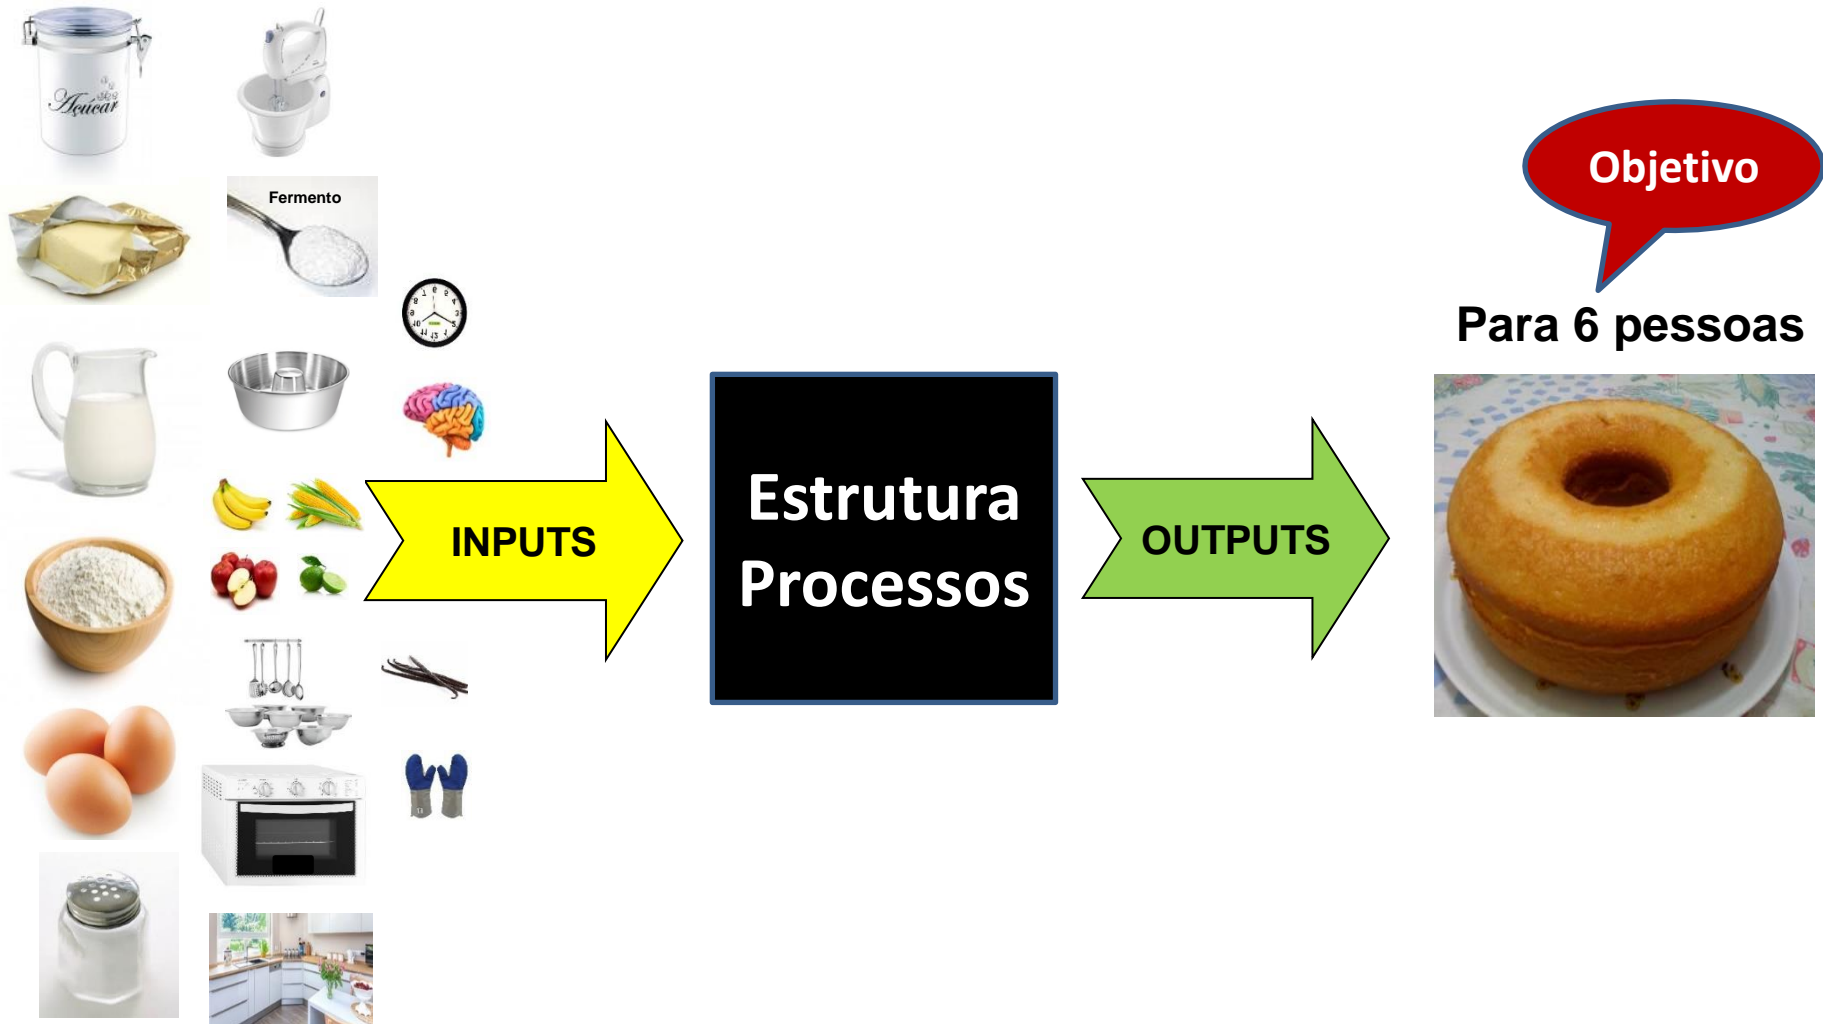 Açúcar
Fermento
INPUTS
Estrutura
Processos
OUTPUTS
Objetivo
Para 6 pessoas